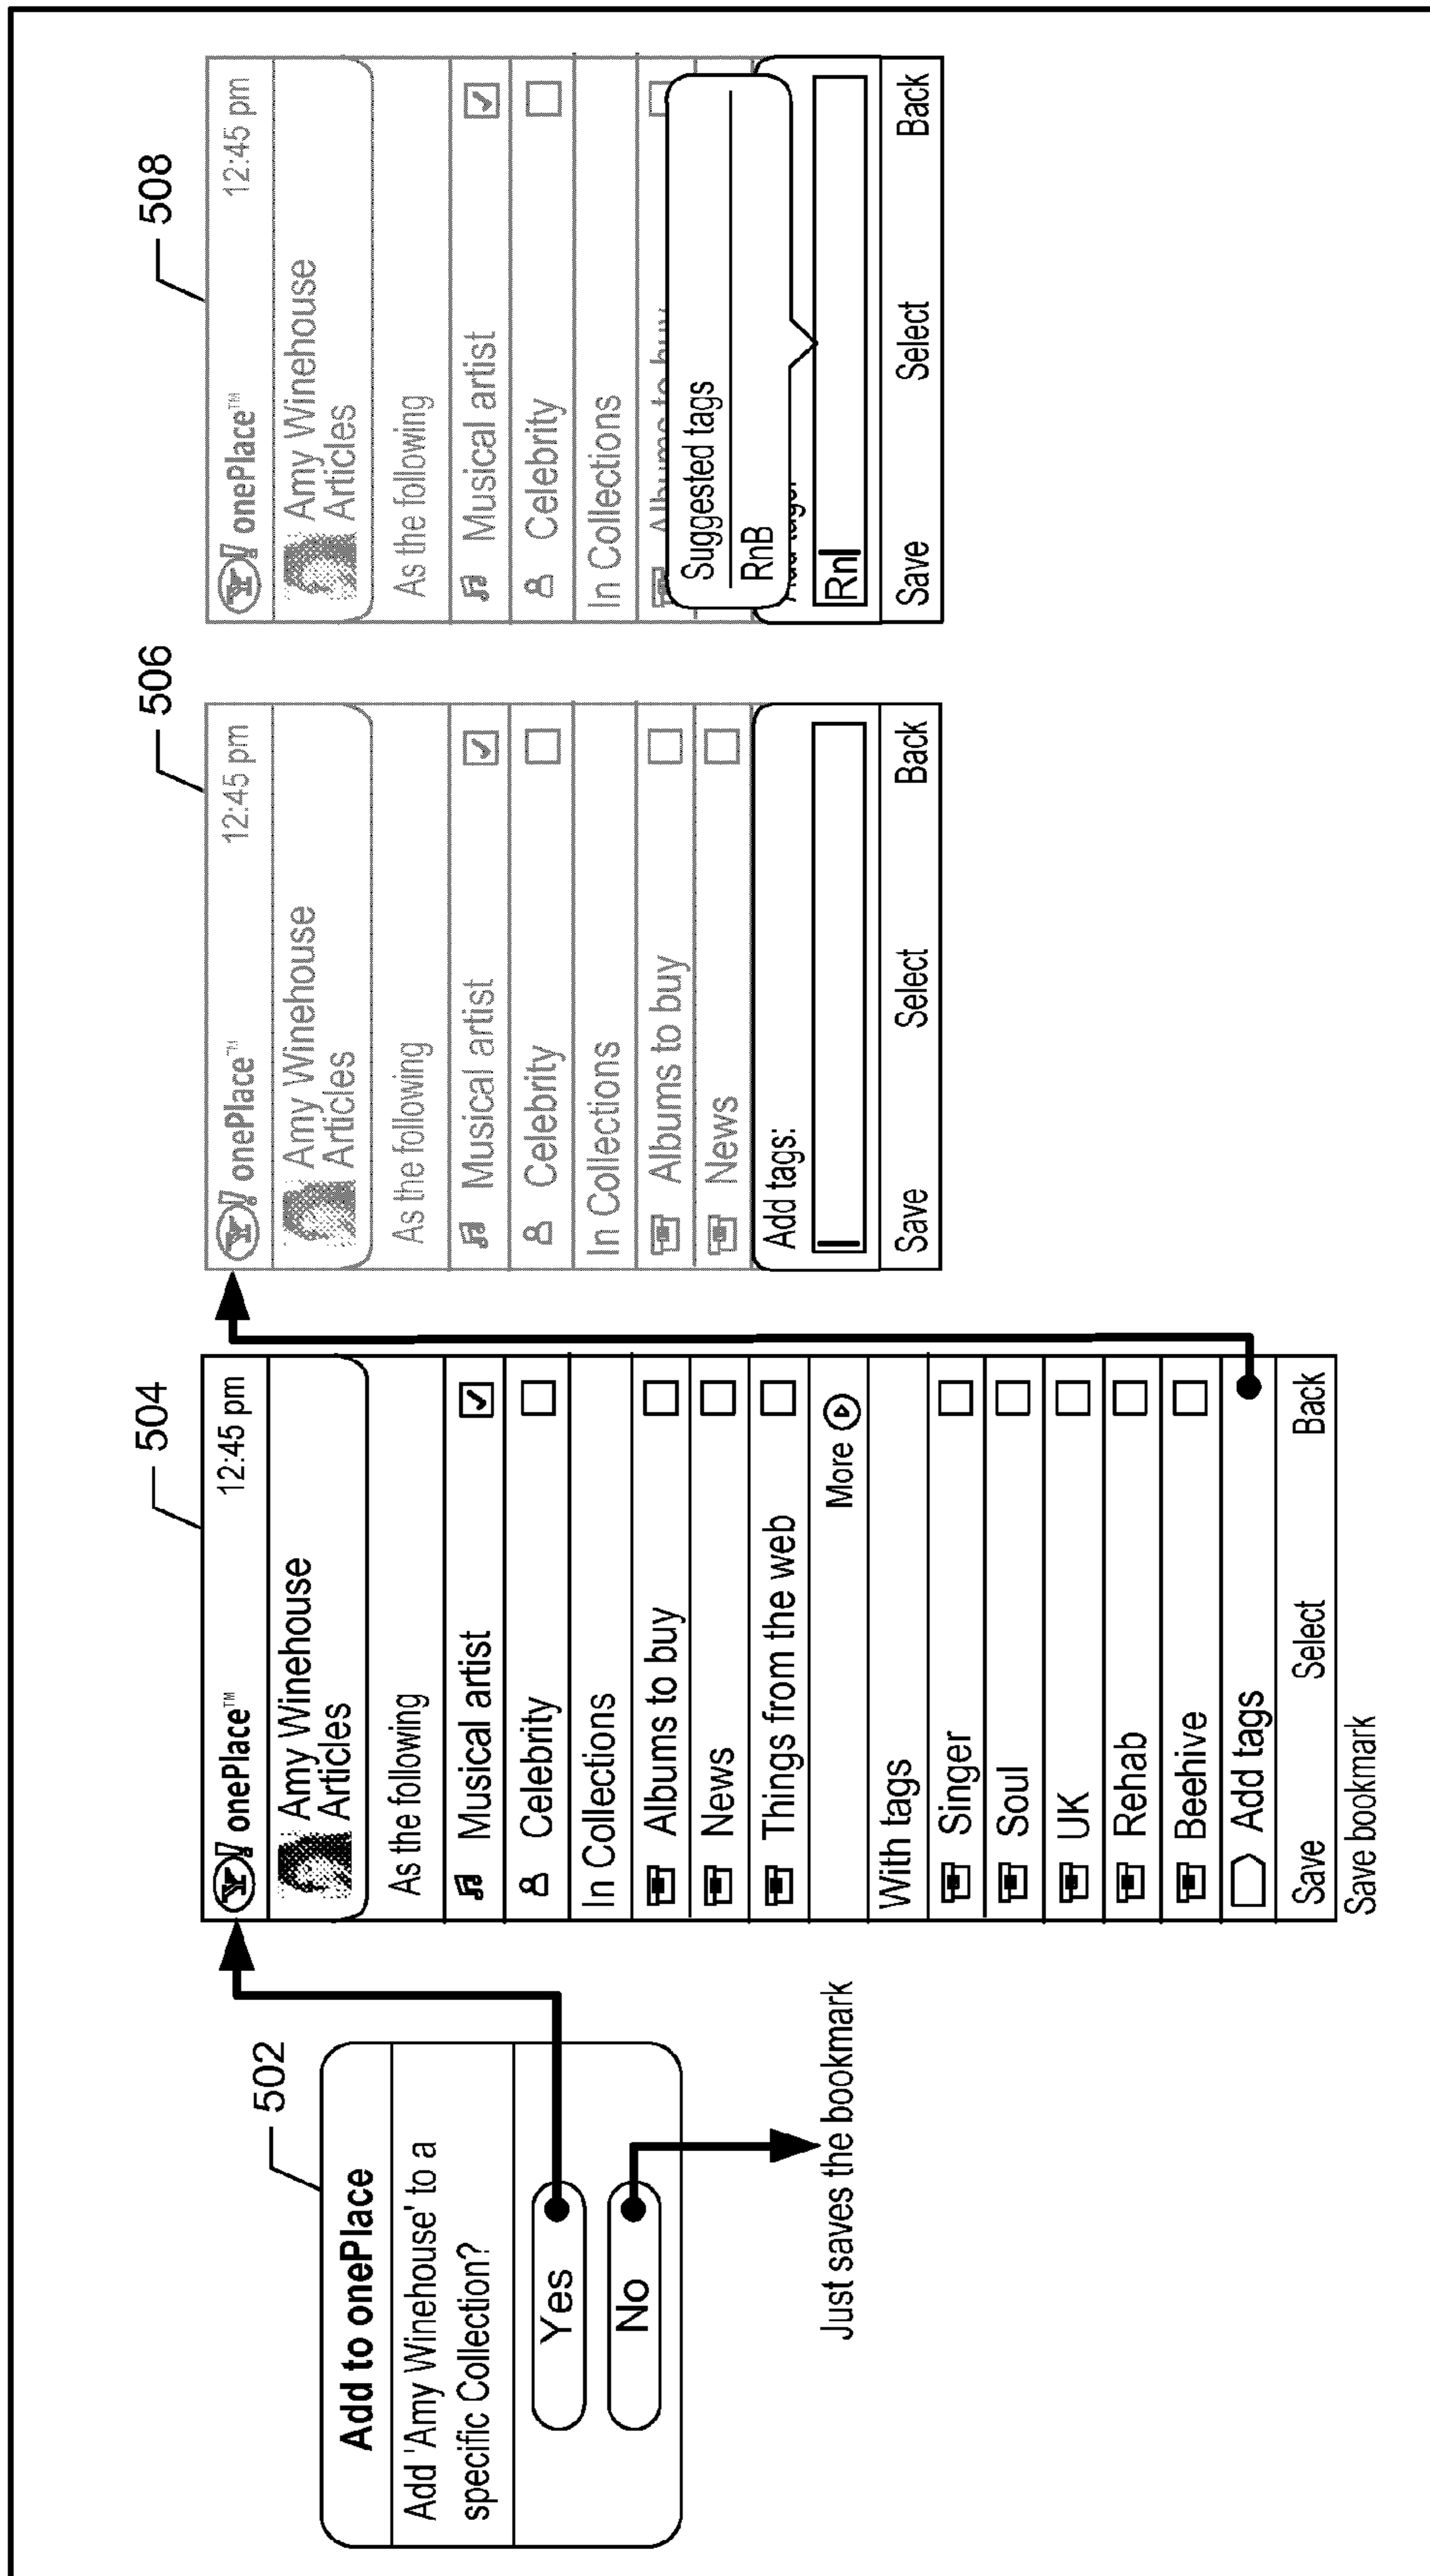 502
Add to onePlace
Add 'Amy Winehouse' to a
specific Collection?
Yes
No
Just saves the bookmark
504
Y! onePlace™ 12:45 pm
Amy Winehouse
Articles
As the following
Musical artist
Celebrity
In Collections
Albums to buy
News
Things from the web
More
With tags
Singer
Soul
UK
Rehab
Beehive
Add tags
Save Select Back
Save bookmark
506
Y! onePlace™ 12:45 pm
Amy Winehouse
Articles
As the following
Musical artist
Celebrity
In Collections
Albums to buy
News
Add tags:
Save Select Back
508
Y! onePlace™ 12:45 pm
Amy Winehouse
Articles
As the following
Musical artist
Celebrity
In Collections
Albums to buy
Suggested tags
RnB
Add tags:
Rn
Save Select Back